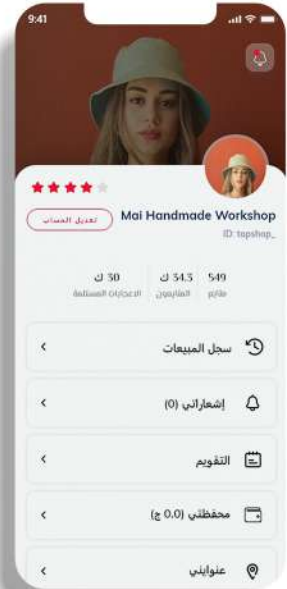 9:41
Mai Handmade Workshop
تعديل الحساب
ID: topshop_
549 34.3 ك 30 ك
متابع المتابعون الاعجابات المستلمة
سجل المبيعات
إشعاراتي (0)
التقويم
محفظتي (0.0 ج)
عنوايني